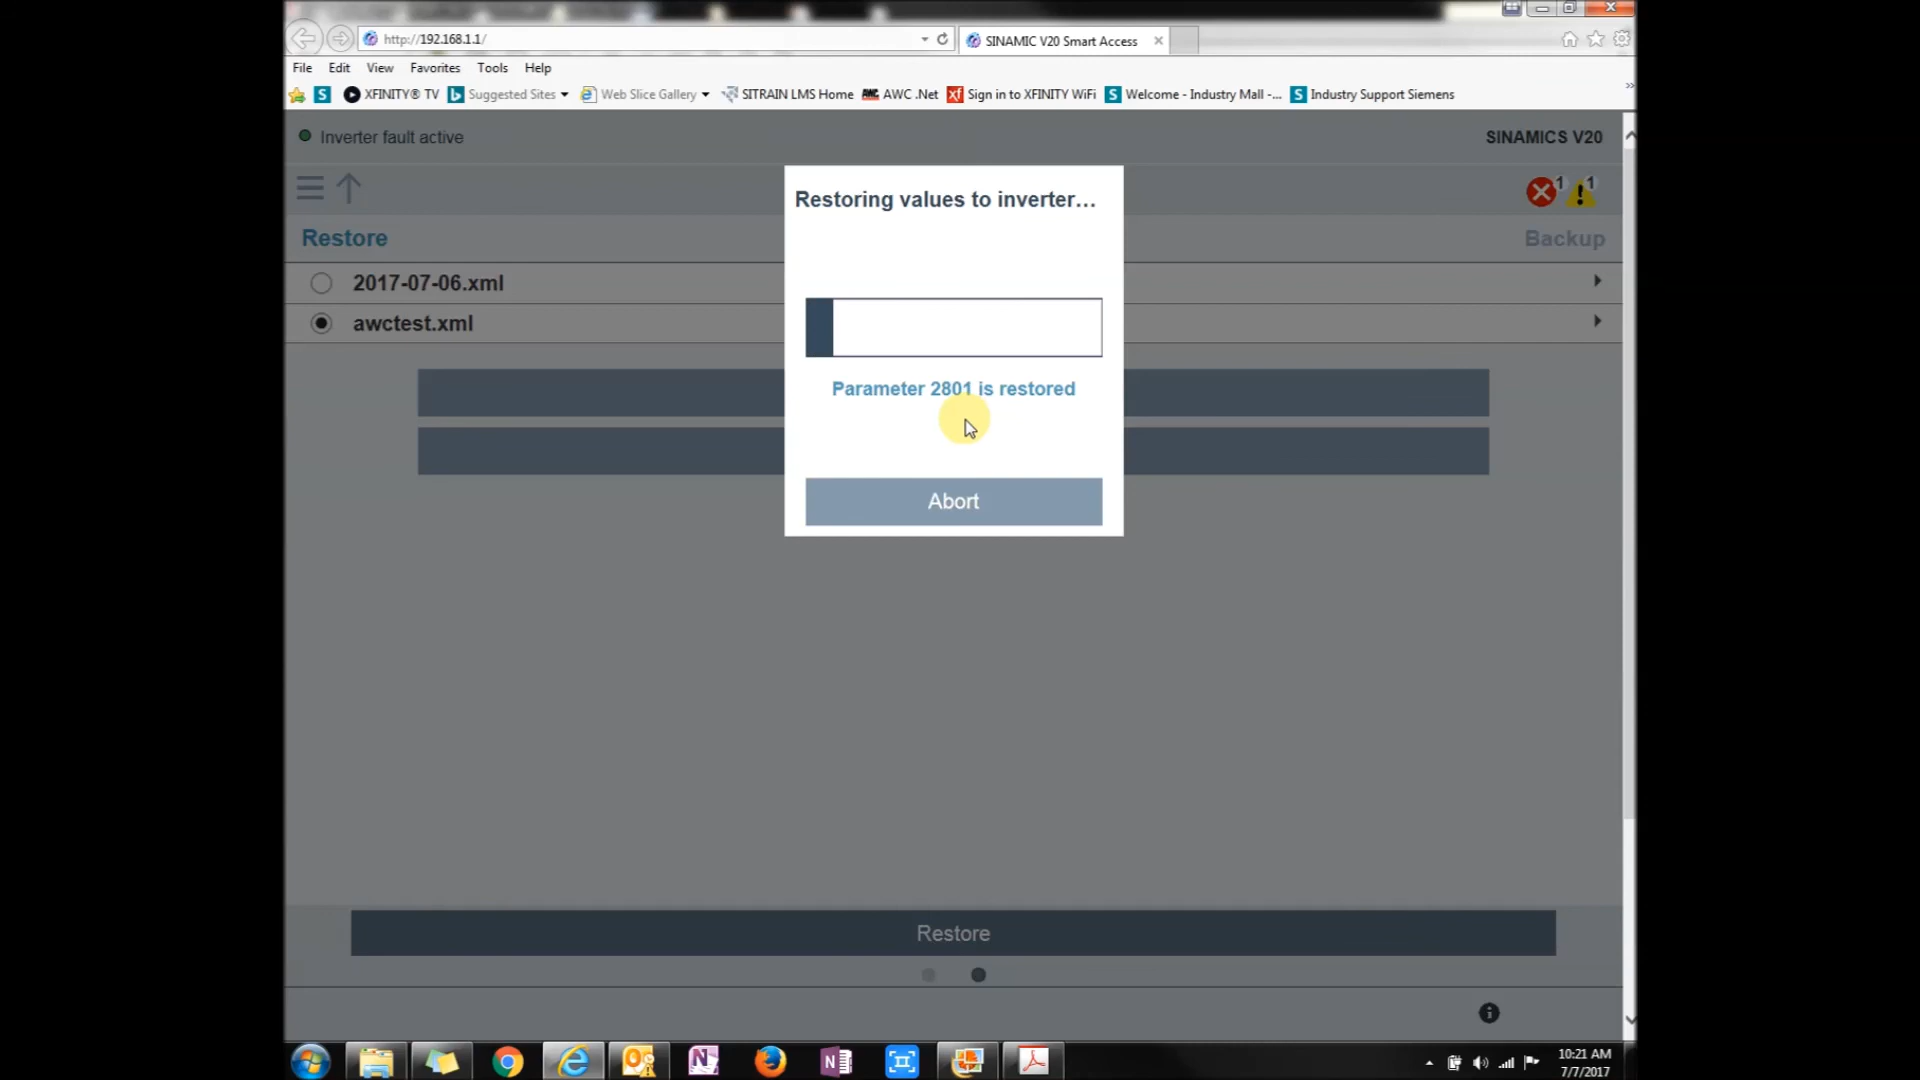 http://192.168.1.1/
SINAMIC V20 Smart Access
File Edit View Favorites Tools Help
XFINITY® TV Suggested Sites Web Slice Gallery SITRAIN LMS Home AWC .Net Sign in to XFINITY WiFi Welcome - Industry Mall -... Industry Support Siemens
Inverter fault active
SINAMICS V20
1 1
Restore
Backup
2017-07-06.xml
awctest.xml
Restoring values to inverter...
Parameter 2801 is restored
Abort
Restore
10:21 AM
7/7/2017